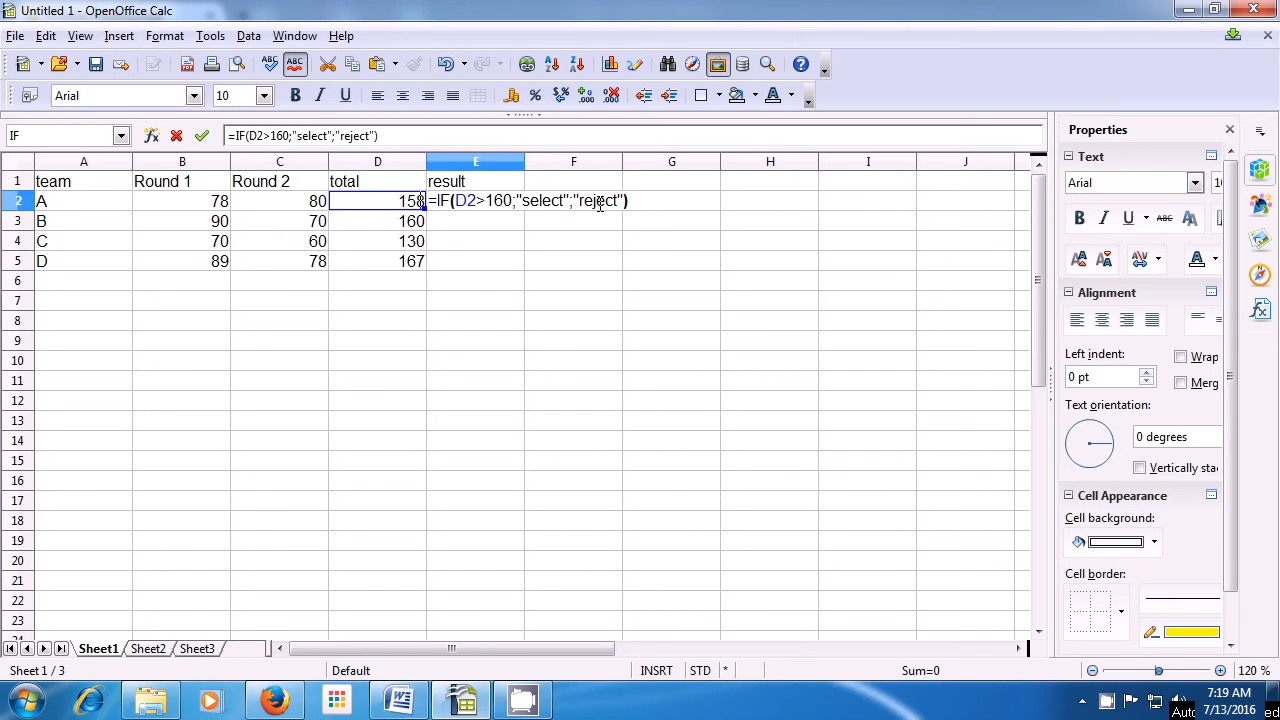 Untitled 1 - OpenOffice Calc
File Edit View Insert Format Tools Data Window Help
Arial 10
IF =IF(D2>160;"select";"reject")
A B C D E F G H I J
1 team Round 1 Round 2 total result
2 A 78 80 158 =IF(D2>160;"select";"reject")
3 B 90 70 160
4 C 70 60 130
5 D 89 78 167
6
7
8
9
10
11
12
13
14
15
16
17
18
19
20
21
22
23
Properties
Text
Arial
Alignment
Left indent: Wrap
0 pt Merg
Text orientation:
0 degrees
Vertically sta
Cell Appearance
Cell background:
Cell border:
Sheet1 Sheet2 Sheet3
Sheet 1 / 3 Default INSRT STD * Sum=0 120 %
7:19 AM
7/13/2016